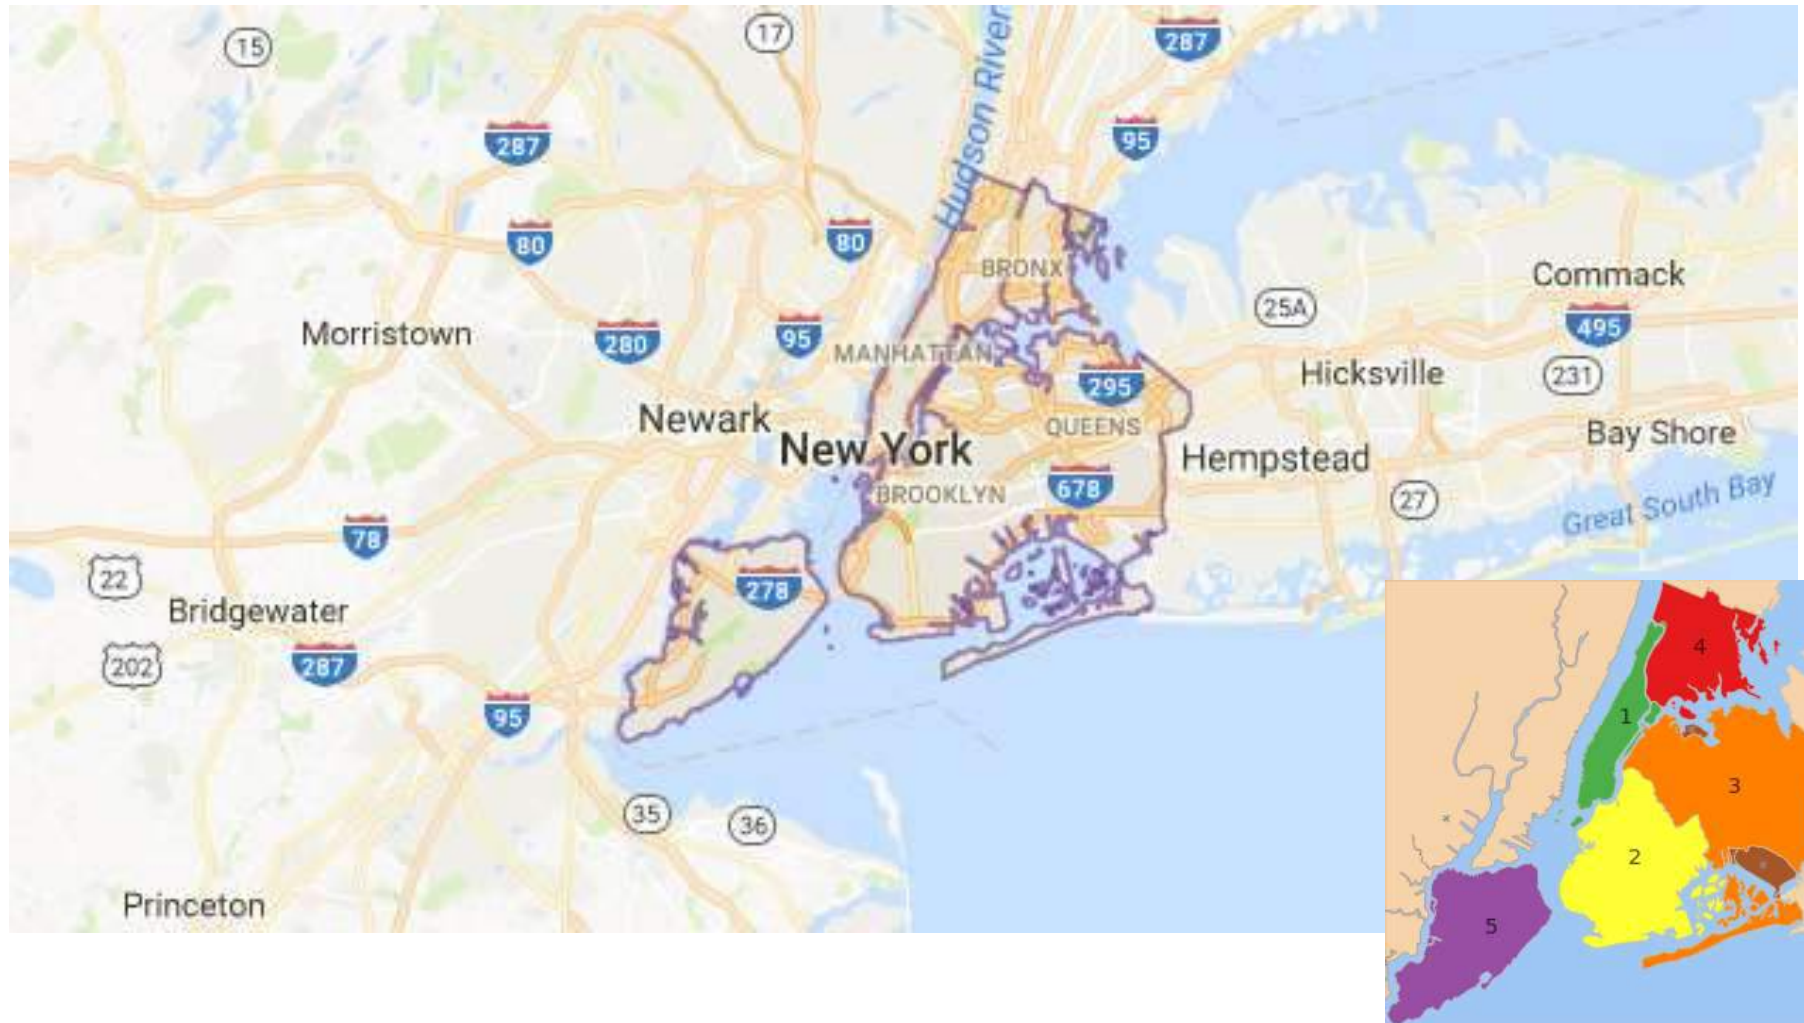 15
17
287
Hudson River
95
287
80
80
BRONX
Commack
25A
495
Morristown
280
95
MANHATTAN
295
Hicksville
231
Newark
QUEENS
Bay Shore
New York
Hempstead
BROOKLYN
678
27
Great South Bay
78
22
278
Bridgewater
202
287
95
35
36
Princeton
4
1
3
2
5